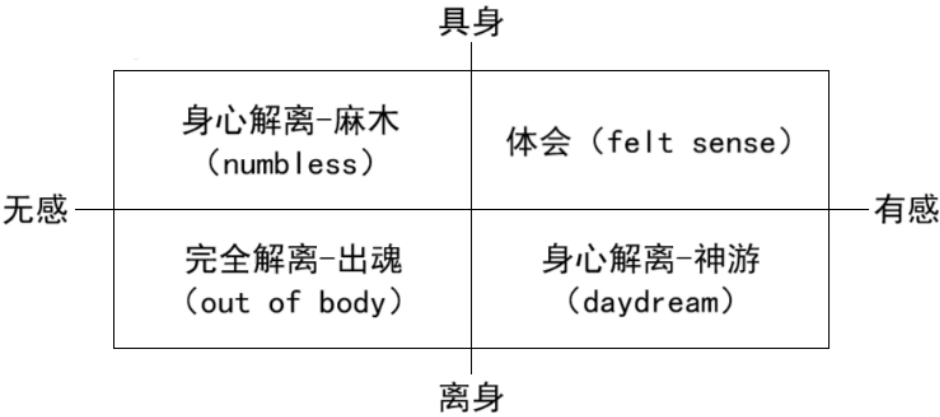 具身
身心解离-麻木
（numbless）
体会（felt sense）
无感
有感
完全解离-出魂
（out of body）
身心解离-神游
（daydream）
离身